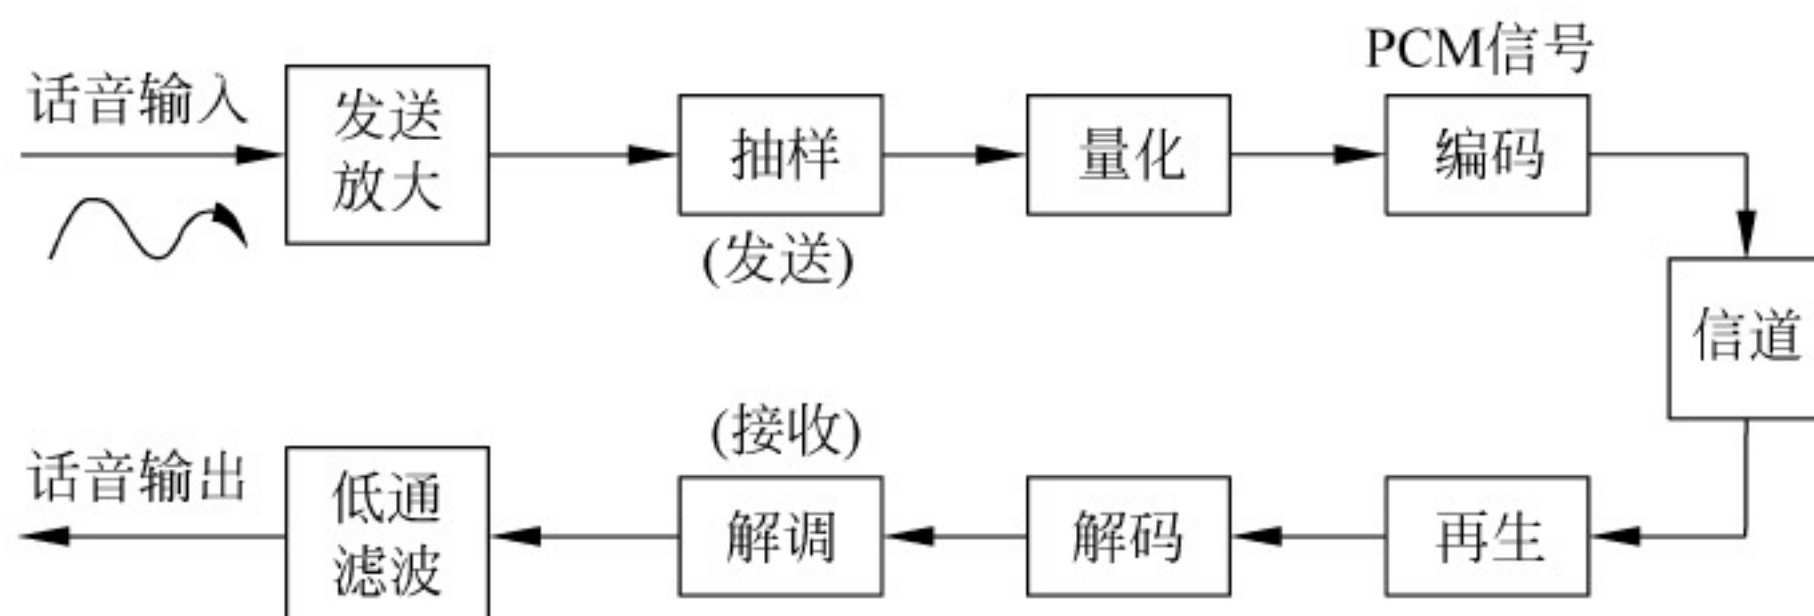 PCM信号
话音输入
发送
放大
抽样
量化
编码
(发送)
信道
(接收)
话音输出
低通
滤波
解调
解码
再生